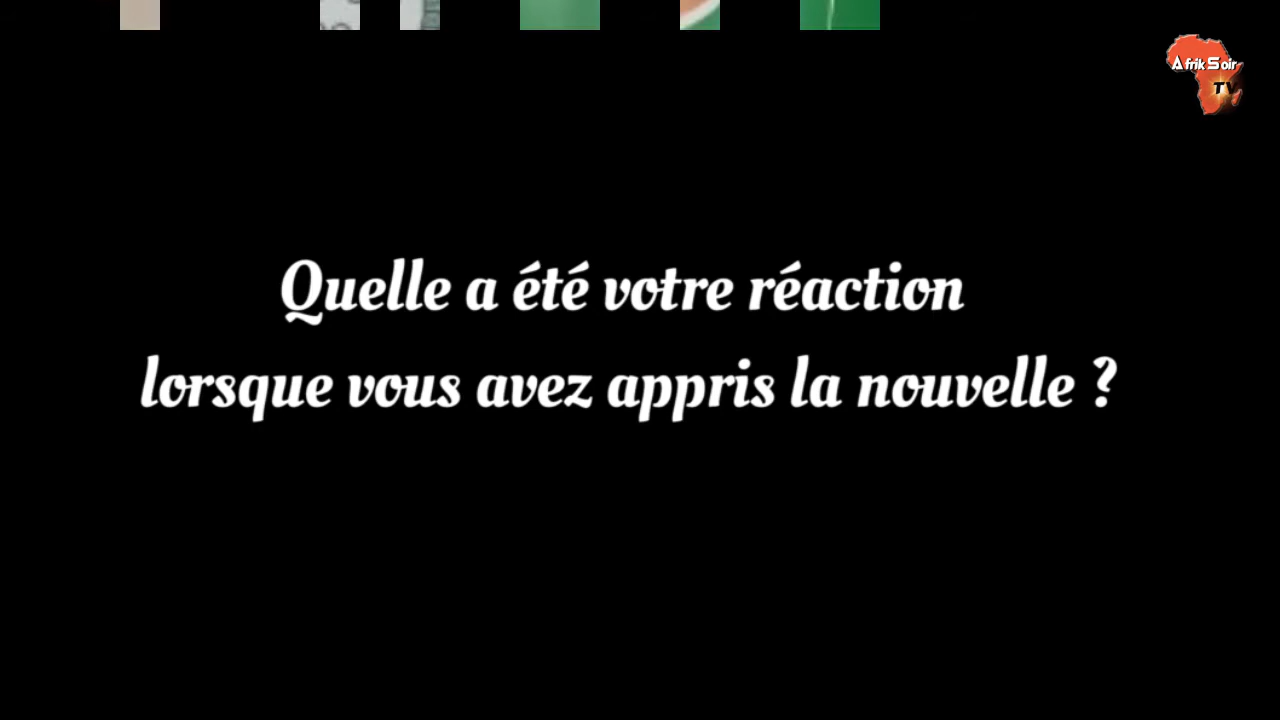 Afrik Soir
TV
Quelle a été votre réaction
lorsque vous avez appris la nouvelle ?